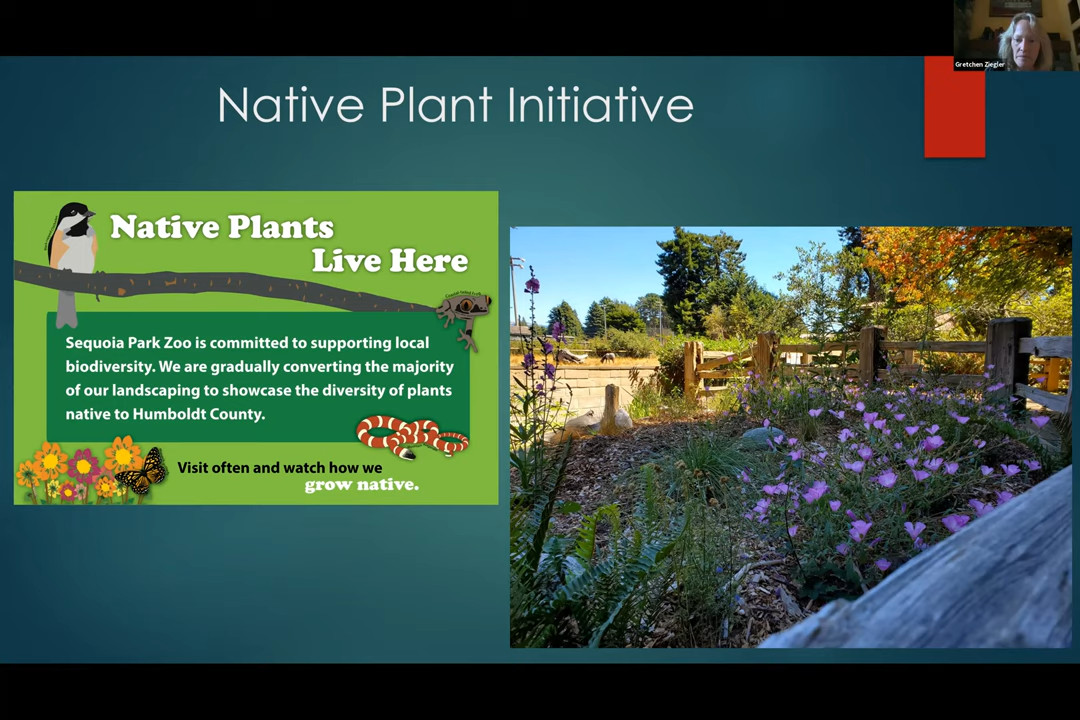 Gretchen Ziegler
Native Plant Initiative
Native Plants
Live Here
Sequoia Park Zoo is committed to supporting local
biodiversity. We are gradually converting the majority
of our landscaping to showcase the diversity of plants
native to Humboldt County.
Visit often and watch how we
grow native.